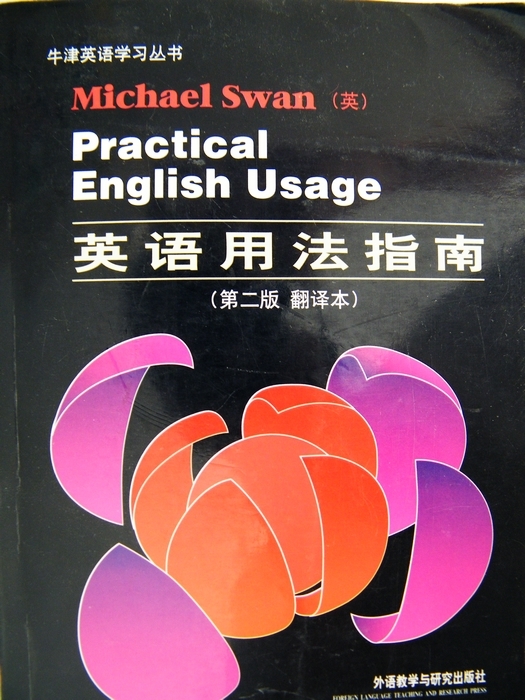 牛津英语学习丛书
Michael Swan（英）
Practical
English Usage
英语用法指南
（第二版 翻译本）
外语教学与研究出版社
FOREIGN LANGUAGE TEACHING AND RESEARCH PRESS